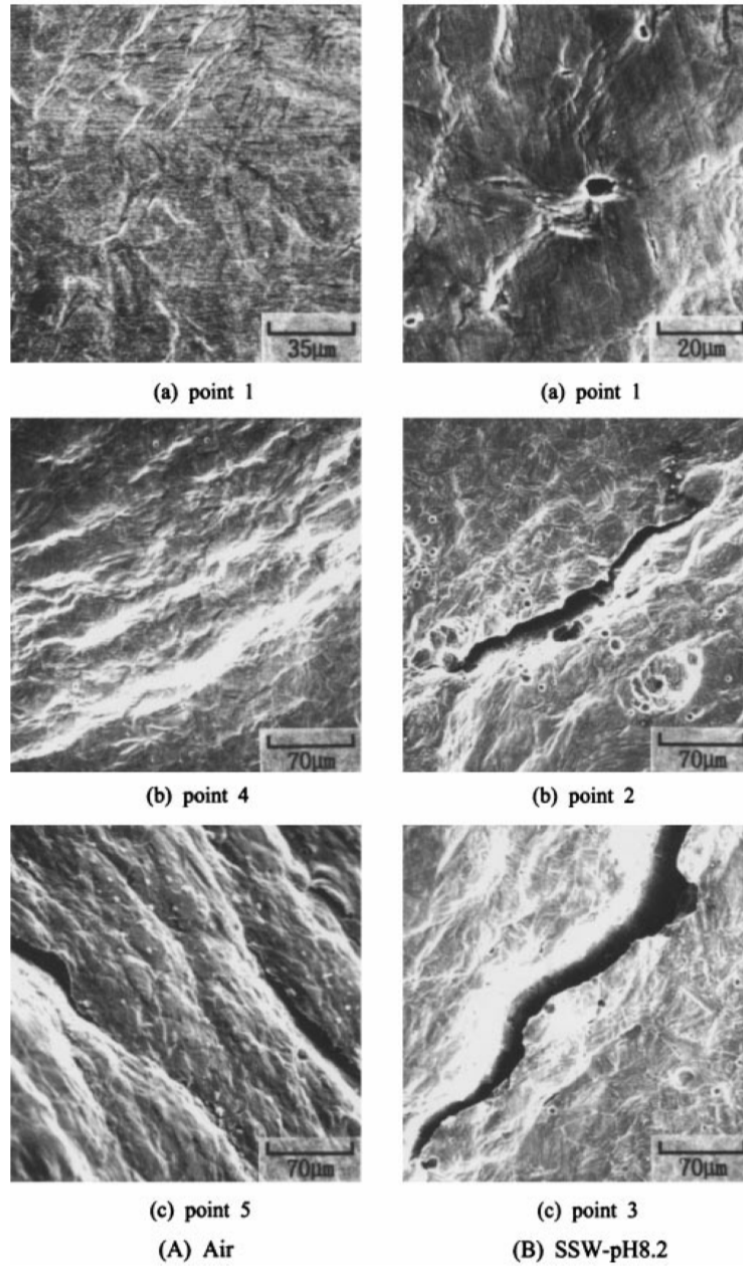 35μm
20μm
(a) point 1
(a) point 1
70μm
70μm
(b) point 4
(b) point 2
70μm
70μm
(c) point 5
(c) point 3
(A) Air
(B) SSW-pH8.2